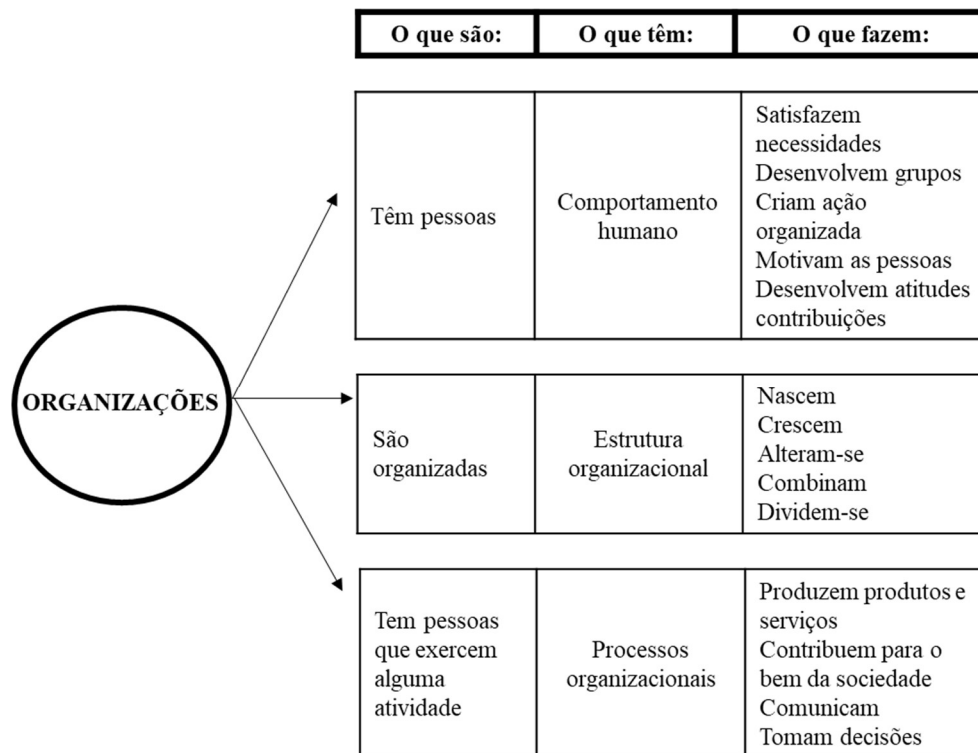 O que são:
O que têm:
O que fazem:
Têm pessoas
Comportamento
humano
Satisfazem
necessidades
Desenvolvem grupos
Criam ação
organizada
Motivam as pessoas
Desenvolvem atitudes
contribuições
ORGANIZAÇÕES
São
organizadas
Estrutura
organizacional
Nascem
Crescem
Alteram-se
Combinam
Dividem-se
Tem pessoas
que exercem
alguma
atividade
Processos
organizacionais
Produzem produtos e
serviços
Contribuem para o
bem da sociedade
Comunicam
Tomam decisões